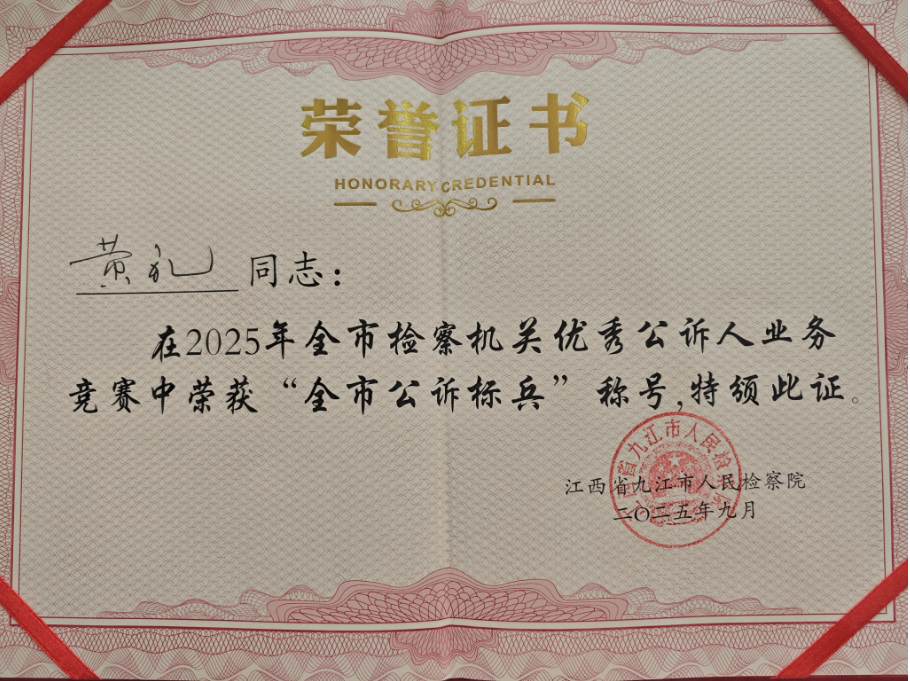 荣誉证书
HONORARY CREDENTIAL
黄礼 同志：
在2025年全市检察机关优秀公诉人业务
竞赛中荣获“全市公诉标兵”称号,特颁此证。
江西省九江市人民检察院
二〇二五年九月